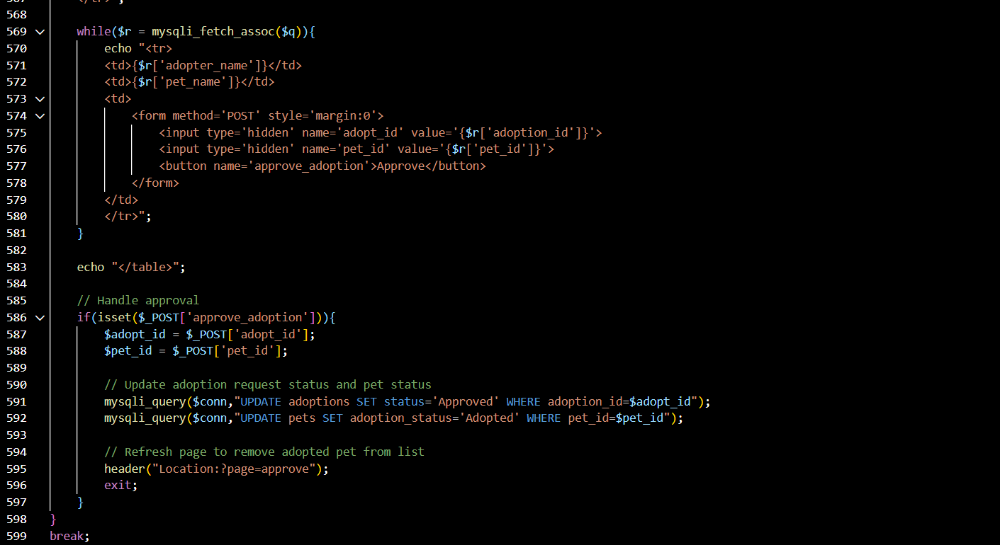 567 </tr>";
568
569 while($r = mysqli_fetch_assoc($q)){
570 echo "<tr>
571 <td>{$r['adopter_name']}</td>
572 <td>{$r['pet_name']}</td>
573 <td>
574 <form method='POST' style='margin:0'>
575 <input type='hidden' name='adopt_id' value='{$r['adoption_id']}'>
576 <input type='hidden' name='pet_id' value='{$r['pet_id']}'>
577 <button name='approve_adoption'>Approve</button>
578 </form>
579 </td>
580 </tr>";
581 }
582
583 echo "</table>";
584
585 // Handle approval
586 if(isset($_POST['approve_adoption'])){
587 $adopt_id = $_POST['adopt_id'];
588 $pet_id = $_POST['pet_id'];
589
590 // Update adoption request status and pet status
591 mysqli_query($conn,"UPDATE adoptions SET status='Approved' WHERE adoption_id=$adopt_id");
592 mysqli_query($conn,"UPDATE pets SET adoption_status='Adopted' WHERE pet_id=$pet_id");
593
594 // Refresh page to remove adopted pet from list
595 header("Location:?page=approve");
596 exit;
597 }
598 }
599 break;